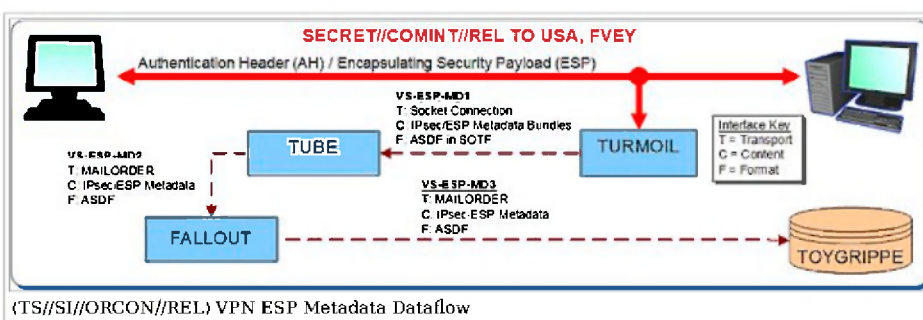 SECRET//COMINT//REL TO USA, FVEY
Authentication Header (AH) / Encapsulating Security Payload (ESP)
VS-ESP-MD1
T: Socket Connection
C: IPsec/ESP Metadata Bundles
F: ASDF in SOTF
TUBE
TURMOIL
Interface Key
T = Transport
C = Content
F = Format
VS-ESP-MD2
T: MAILORDER
C: IPsec/ESP Metadata
F: ASDF
VS-ESP-MD3
T: MAILORDER
C: IPsec-ESP Metadata
F: ASDF
FALLOUT
TOYGRIPPE
(TS//SI//ORCON//REL) VPN ESP Metadata Dataflow